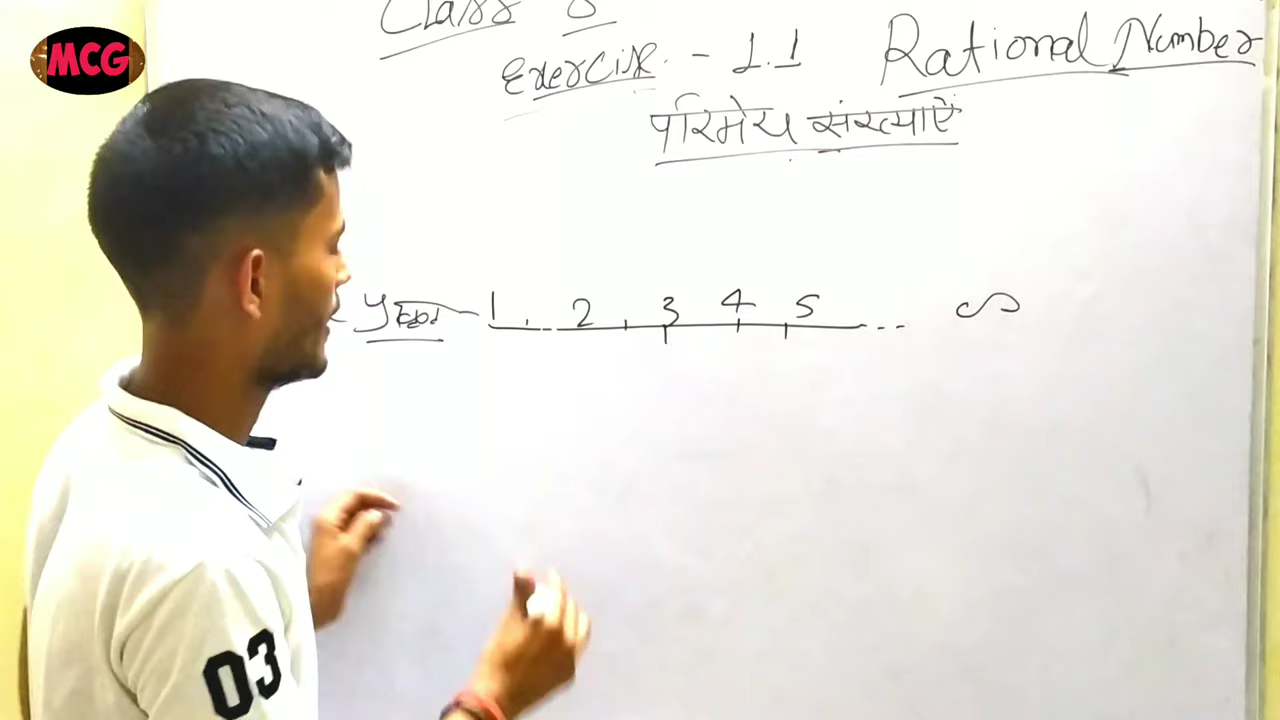 MCG
Class 8
Exercise - 1.1 Rational Number
परिमेय संख्याएँ
1 2 3 4 5 --- ∞
03